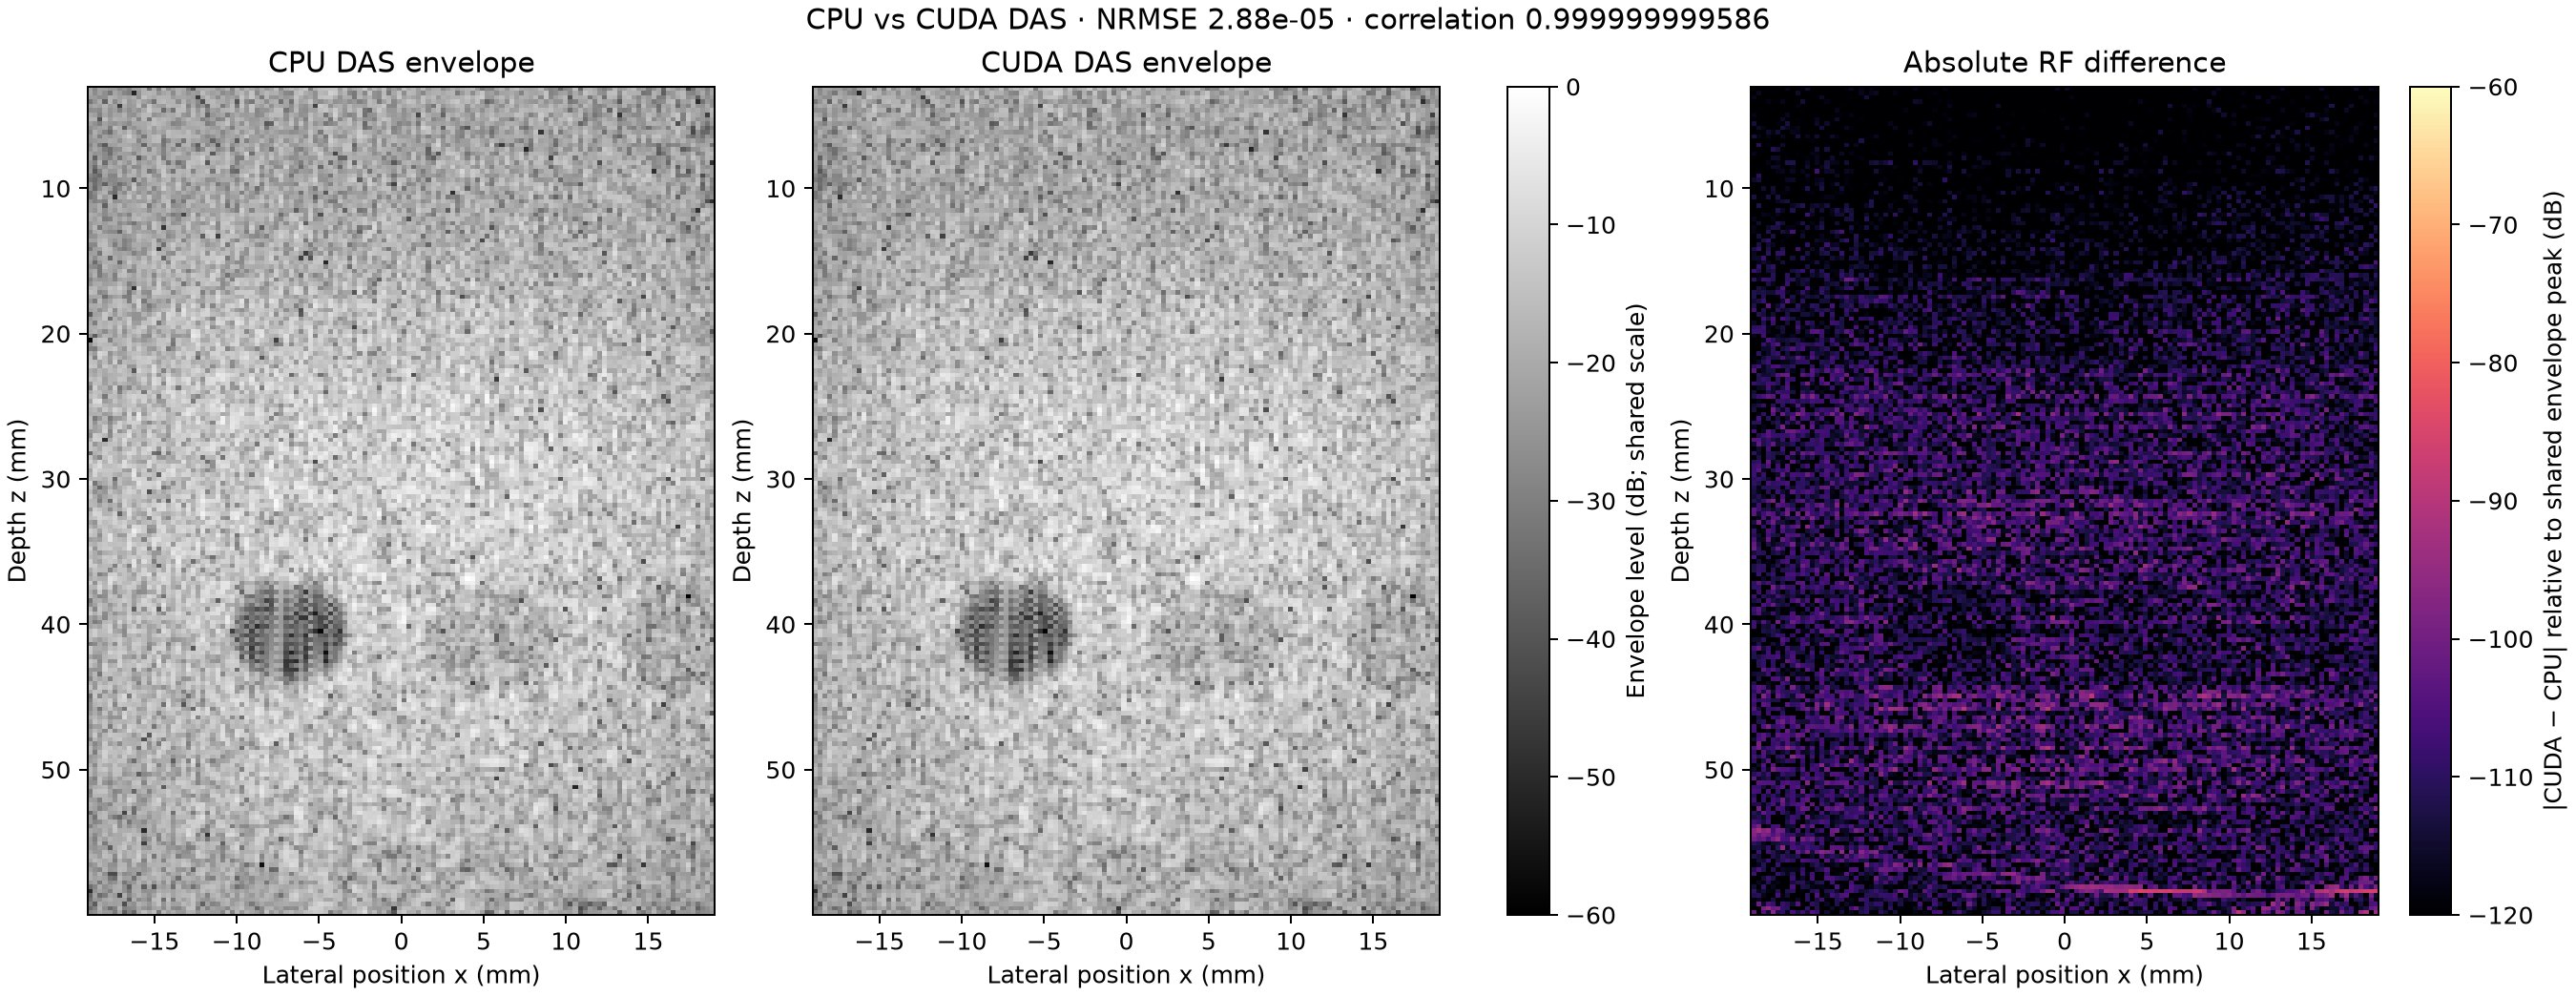 CPU vs CUDA DAS · NRMSE 2.88e-05 · correlation 0.999999999586
CPU DAS envelope
Depth z (mm)
10
20
30
40
50
−15 −10 −5 0 5 10 15
Lateral position x (mm)
CUDA DAS envelope
Depth z (mm)
10
20
30
40
50
−15 −10 −5 0 5 10 15
Lateral position x (mm)
0
−10
−20
−30
−40
−50
−60
Envelope level (dB; shared scale)
Absolute RF difference
Depth z (mm)
10
20
30
40
50
−15 −10 −5 0 5 10 15
Lateral position x (mm)
−60
−70
−80
−90
−100
−110
−120
|CUDA − CPU| relative to shared envelope peak (dB)